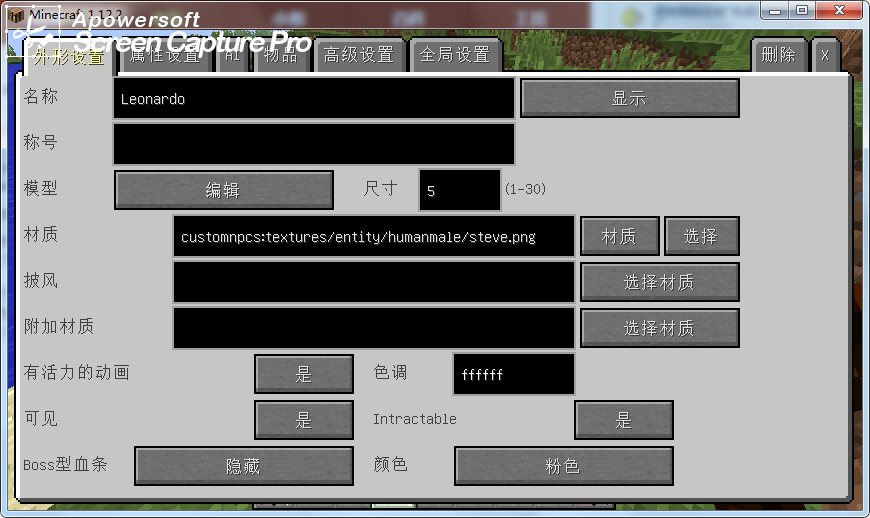 Minecraft 1.12.2
Apowersoft
Screen Capture Pro
外形设置 属性设置 AI 物品 高级设置 全局设置 删除 X
名称 Leonardo 显示
称号
模型 编辑 尺寸 5 (1-30)
材质 customnpcs:textures/entity/humanmale/steve.png 材质 选择
披风 选择材质
附加材质 选择材质
有活力的动画 是 色调 ffffff
可见 是 Intractable 是
Boss型血条 隐藏 颜色 粉色